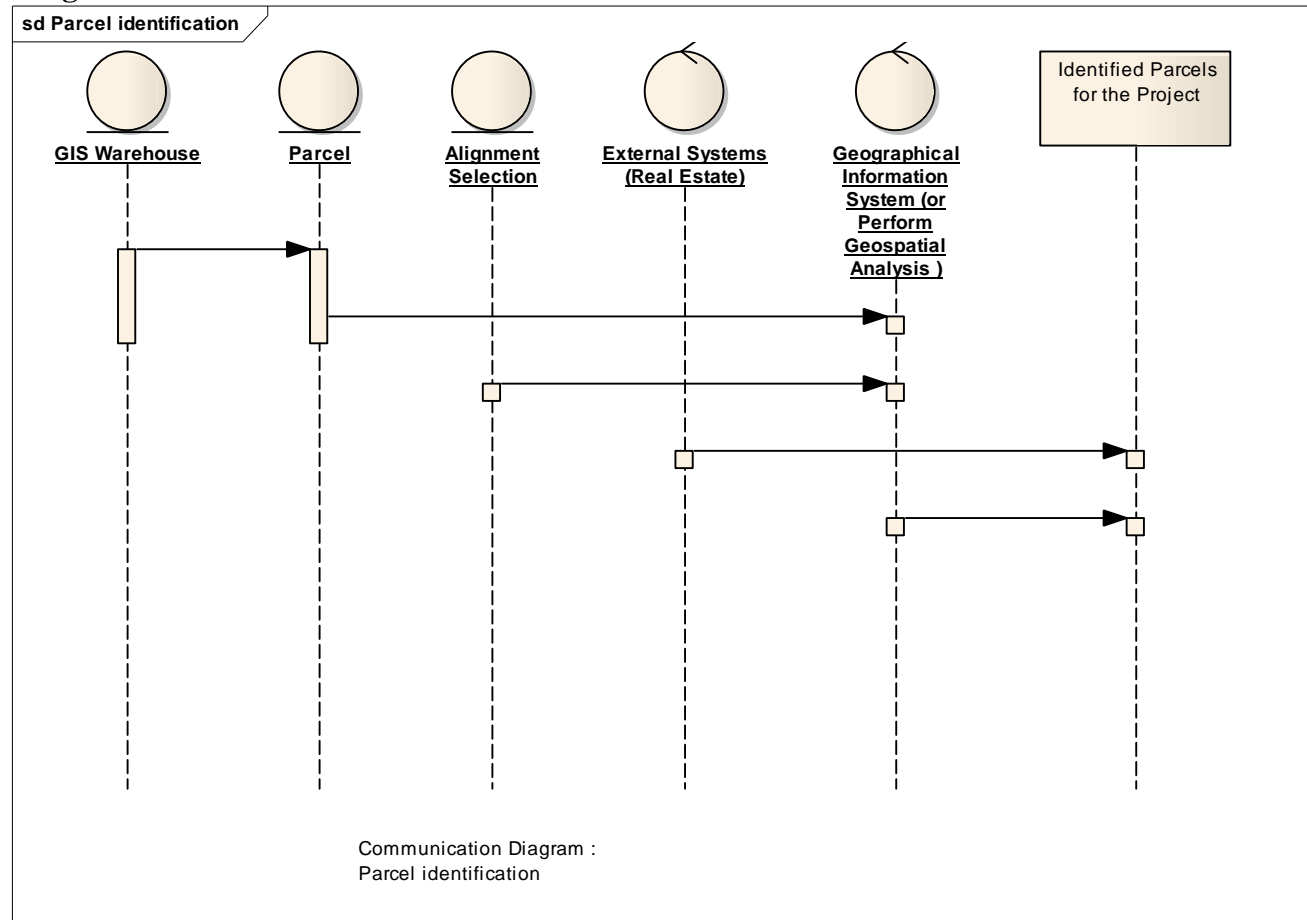 sd Parcel identification
GIS Warehouse
Parcel
Alignment
Selection
External Systems
(Real Estate)
Geographical
Information
System (or
Perform
Geospatial
Analysis )
Identified Parcels
for the Project
Communication Diagram :
Parcel identification